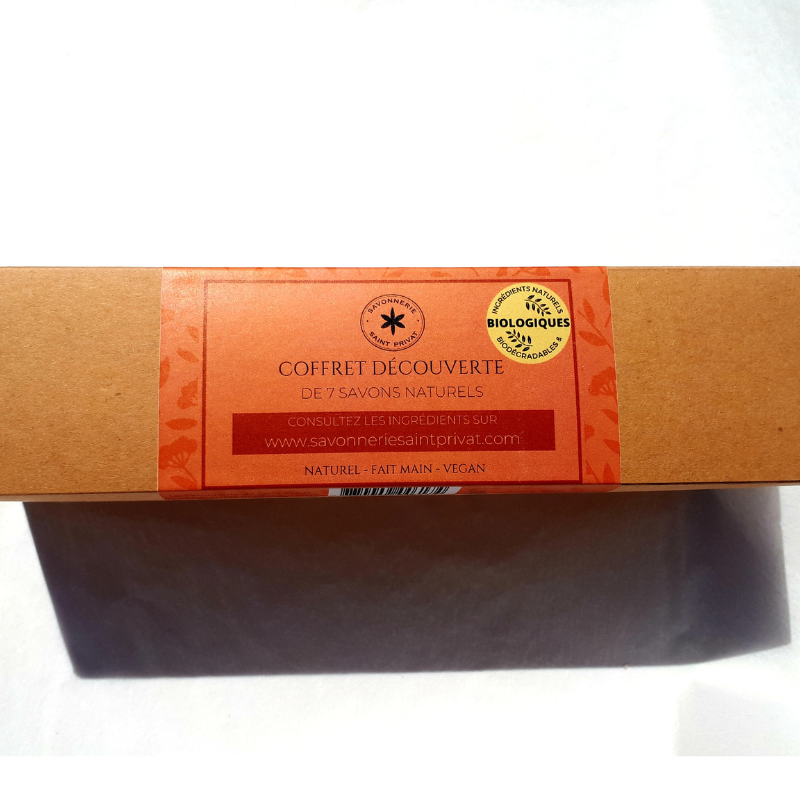 SAVONNERIE
SAINT PRIVAT
COFFRET DÉCOUVERTE
DE 7 SAVONS NATURELS
CONSULTEZ LES INGRÉDIENTS SUR
www.savonneriesaintprivat.com
NATUREL - FAIT MAIN - VEGAN
INGRÉDIENTS NATURELS
BIOLOGIQUES
BIODÉGRADABLES &